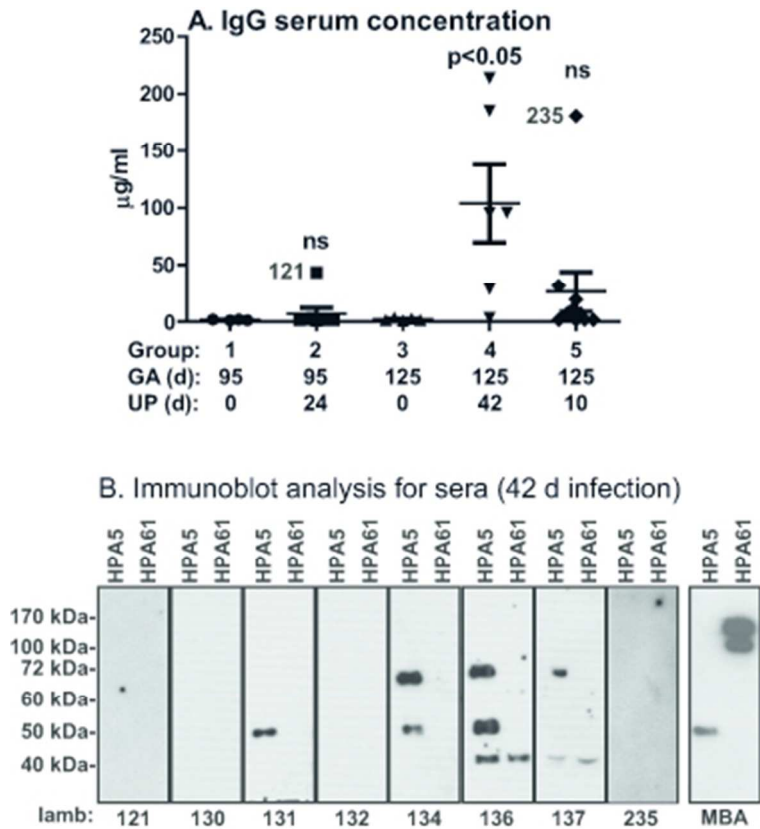 A. IgG serum concentration
250
200
150
100
50
0
µg/ml
p<0.05
ns
235
ns
121
Group: 1 2 3 4 5
GA (d): 95 95 125 125 125
UP (d): 0 24 0 42 10
B. Immunoblot analysis for sera (42 d infection)
HPA5 HPA61 HPA5 HPA61 HPA5 HPA61 HPA5 HPA61 HPA5 HPA61 HPA5 HPA61 HPA5 HPA61 HPA5 HPA61 HPA5 HPA61
170 kDa-
100 kDa-
72 kDa-
60 kDa-
50 kDa-
40 kDa-
lamb: 121 130 131 132 134 136 137 235 MBA